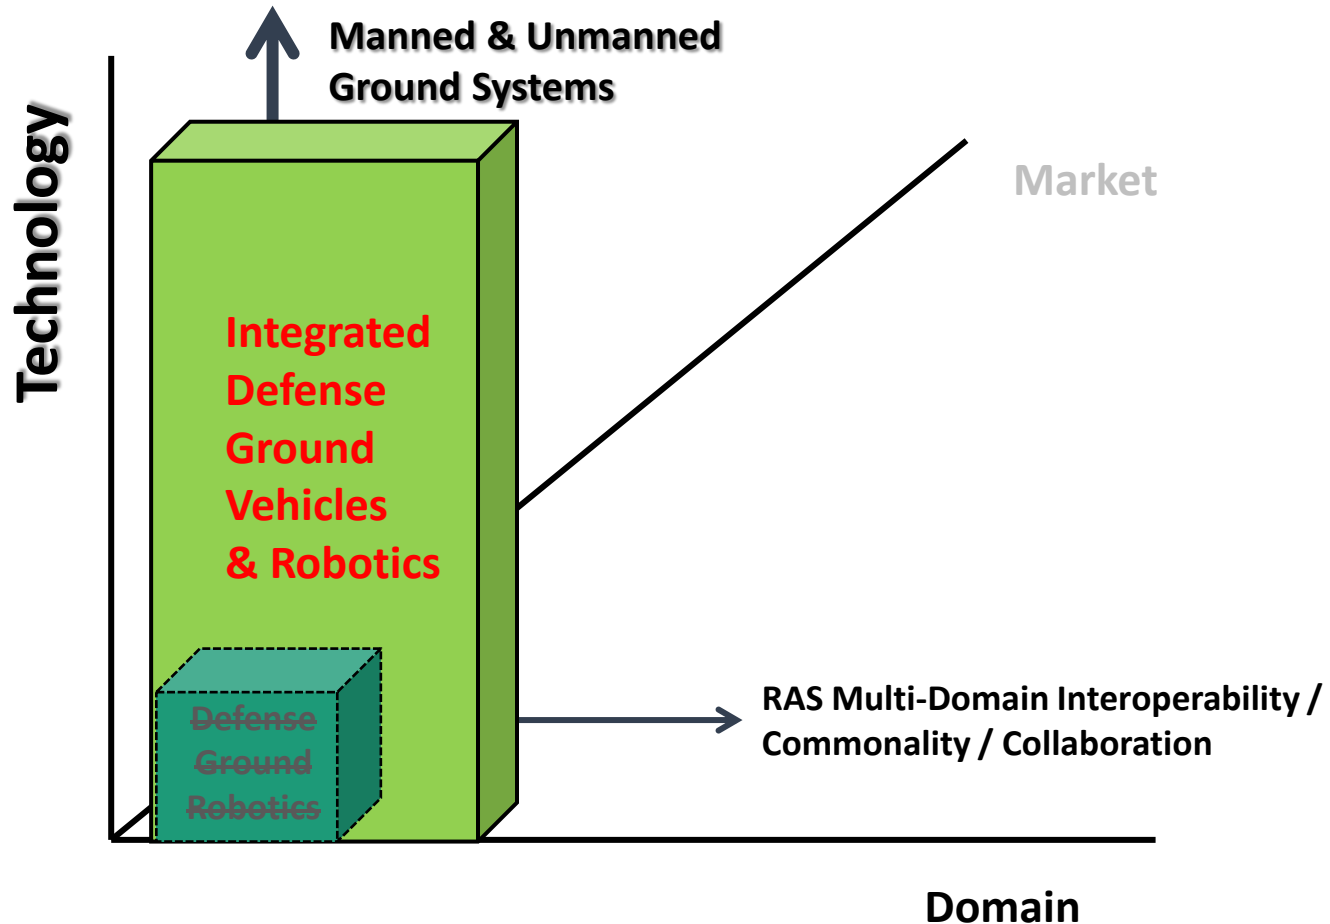 Manned & Unmanned
Ground Systems
Technology
Market
Integrated
Defense
Ground
Vehicles
& Robotics
Defense
Ground
Robotics
RAS Multi-Domain Interoperability /
Commonality / Collaboration
Domain